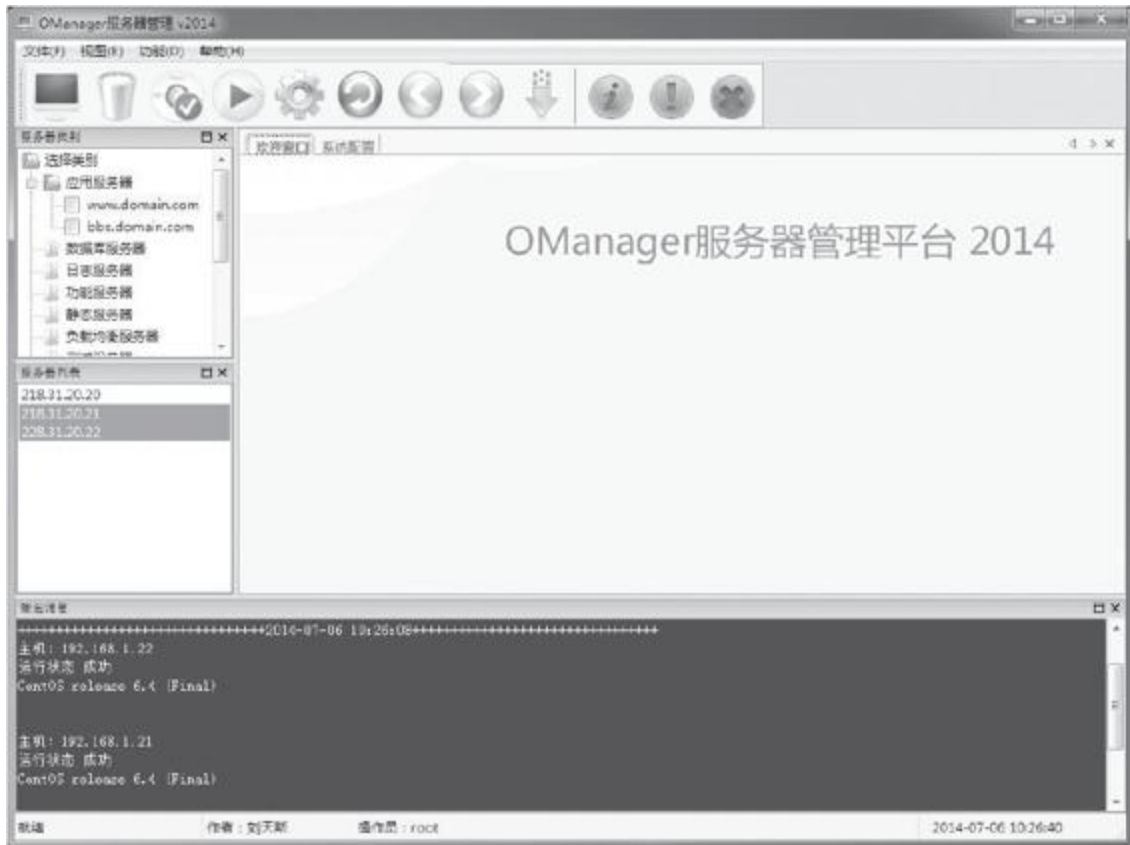 OManager服务器管理 v2014
文件(F) 视图(V) 功能(O) 帮助(H)
服务器类别
选择类别
应用服务器
www.domain.com
bbs.domain.com
数据库服务器
日志服务器
功能服务器
静态服务器
负载均衡服务器
服务器列表
218.31.20.20
218.31.20.21
228.31.20.22
欢迎窗口 系统配置
OManager服务器管理平台 2014
输出消息
++++++++++++++++++++++++++++++++2014-07-06 10:26:08++++++++++++++++++++++++++++++++
主机: 192.168.1.22
运行状态 成功
CentOS release 6.4 (Final)
主机: 192.168.1.21
运行状态 成功
CentOS release 6.4 (Final)
就绪 作者：刘天斯 操作员：root 2014-07-06 10:26:40